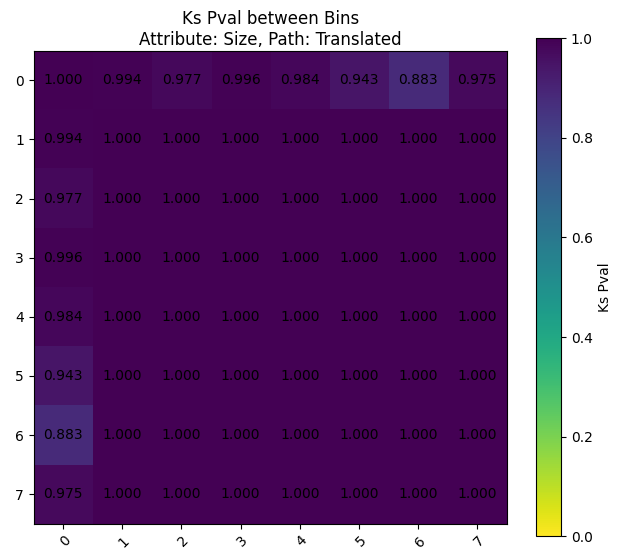 Ks Pval between Bins
Attribute: Size, Path: Translated
0 1.000 0.994 0.977 0.996 0.984 0.943 0.883 0.975
1 0.994 1.000 1.000 1.000 1.000 1.000 1.000 1.000
2 0.977 1.000 1.000 1.000 1.000 1.000 1.000 1.000
3 0.996 1.000 1.000 1.000 1.000 1.000 1.000 1.000
4 0.984 1.000 1.000 1.000 1.000 1.000 1.000 1.000
5 0.943 1.000 1.000 1.000 1.000 1.000 1.000 1.000
6 0.883 1.000 1.000 1.000 1.000 1.000 1.000 1.000
7 0.975 1.000 1.000 1.000 1.000 1.000 1.000 1.000
0 1 2 3 4 5 6 7
1.0
0.8
0.6
0.4
0.2
0.0
Ks Pval